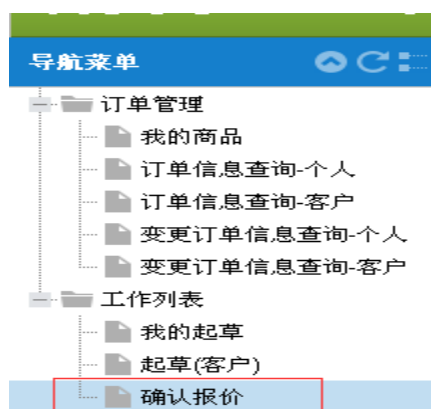 导航菜单
订单管理
我的商品
订单信息查询-个人
订单信息查询-客户
变更订单信息查询-个人
变更订单信息查询-客户
工作列表
我的起草
起草(客户)
确认报价